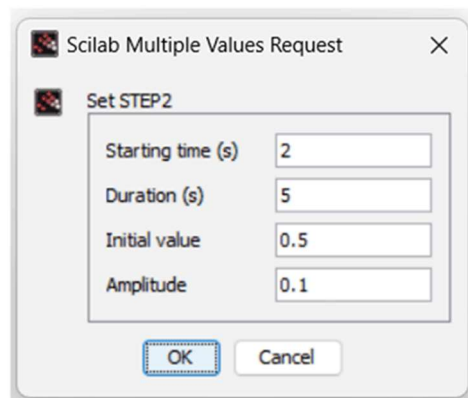 Scilab Multiple Values Request
Set STEP2
Starting time (s) 2
Duration (s) 5
Initial value 0.5
Amplitude 0.1
OK Cancel